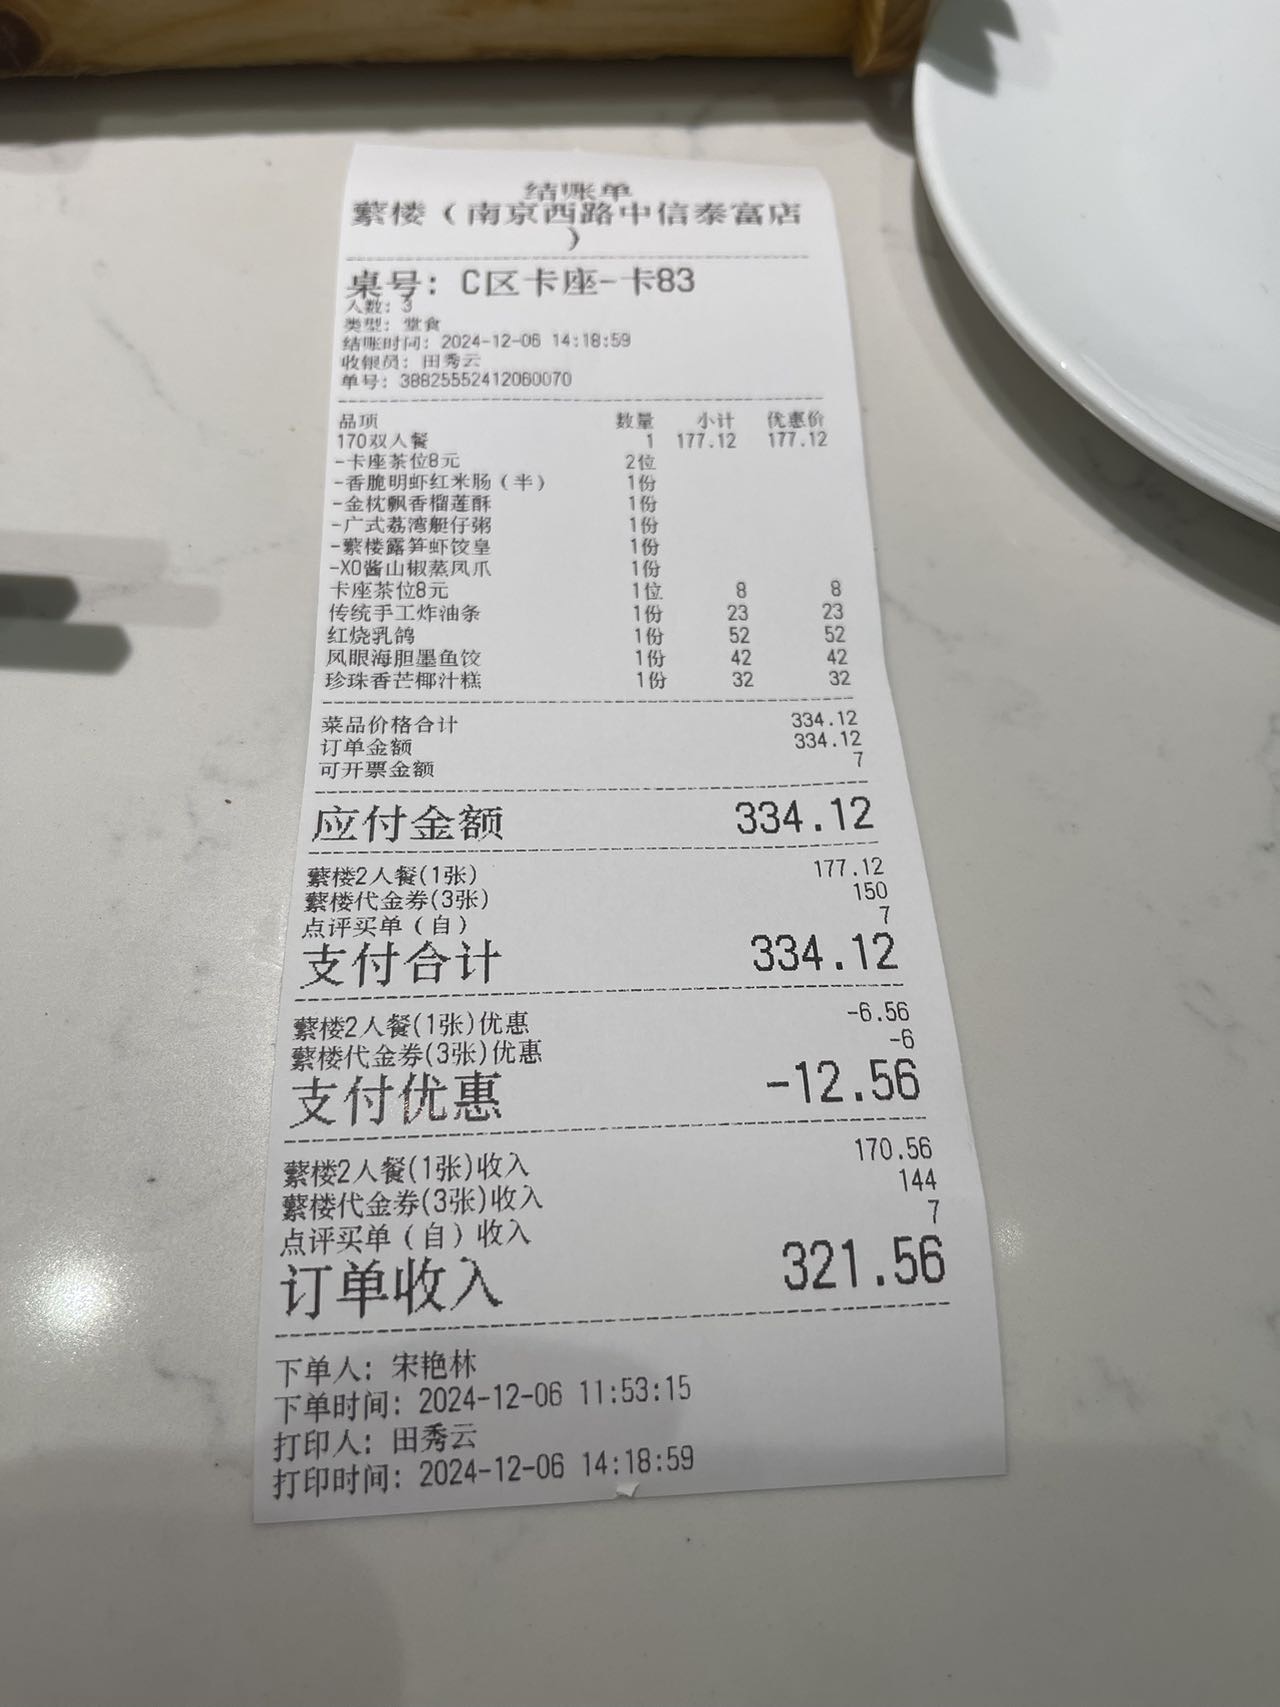 结账单
蘩楼（南京西路中信泰富店
）
桌号：C区卡座-卡83
人数：3
类型：堂食
结账时间：2024-12-06 14:18:59
收银员：田秀云
单号：38825552412060070
品项 数量 小计 优惠价
170双人餐 1 177.12 177.12
-卡座茶位8元 2位
-香脆明虾红米肠（半） 1份
-金枕飘香榴莲酥 1份
-广式荔湾艇仔粥 1份
-蘩楼露笋虾饺皇 1份
-XO酱山椒蒸凤爪 1份
卡座茶位8元 1位 8 8
传统手工炸油条 1份 23 23
红烧乳鸽 1份 52 52
凤眼海胆墨鱼饺 1份 42 42
珍珠香芒椰汁糕 1份 32 32
菜品价格合计 334.12
订单金额 334.12
可开票金额 7
应付金额 334.12
蘩楼2人餐(1张) 177.12
蘩楼代金券(3张) 150
点评买单（自） 7
支付合计 334.12
蘩楼2人餐(1张)优惠 -6.56
蘩楼代金券(3张)优惠 -6
支付优惠 -12.56
蘩楼2人餐(1张)收入 170.56
蘩楼代金券(3张)收入 144
点评买单（自）收入 7
订单收入 321.56
下单人：宋艳林
下单时间：2024-12-06 11:53:15
打印人：田秀云
打印时间：2024-12-06 14:18:59